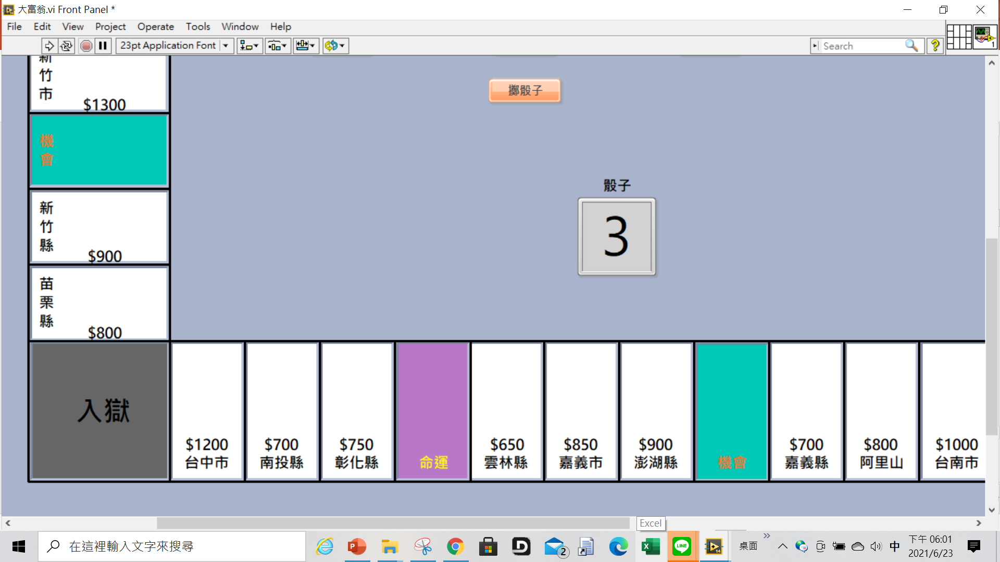 大富翁.vi Front Panel *
File Edit View Project Operate Tools Window Help
23pt Application Font
Search
1
新竹市
$1300
擲骰子
機會
骰子
3
新竹縣
$900
苗栗縣
$800
入獄
$1200 $700 $750 $650 $850 $900 $700 $800 $1000
台中市 南投縣 彰化縣 命運 雲林縣 嘉義市 澎湖縣 機會 嘉義縣 阿里山 台南市
Excel
在這裡輸入文字來搜尋
2
LINE
14
桌面
中
下午 06:01
2021/6/23